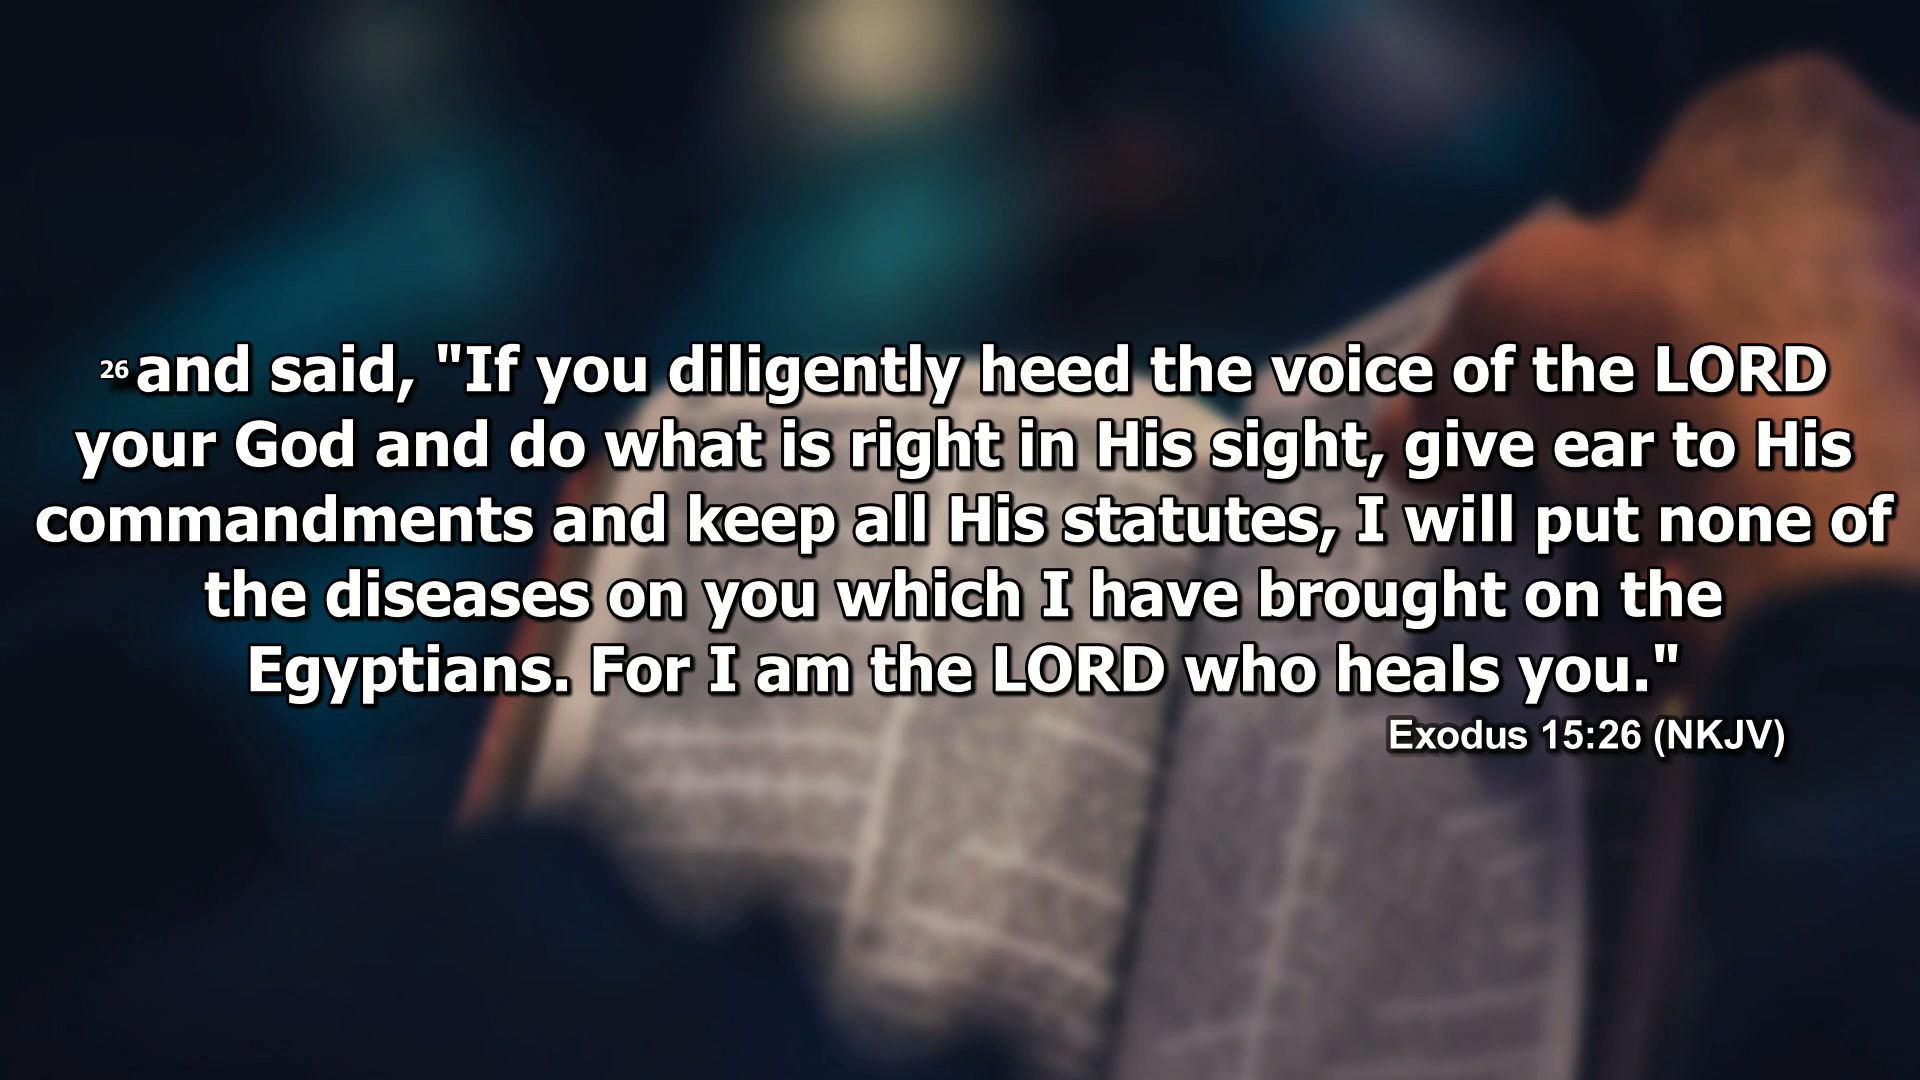 26 and said, "If you diligently heed the voice of the LORD
your God and do what is right in His sight, give ear to His
commandments and keep all His statutes, I will put none of
the diseases on you which I have brought on the
Egyptians. For I am the LORD who heals you."
Exodus 15:26 (NKJV)